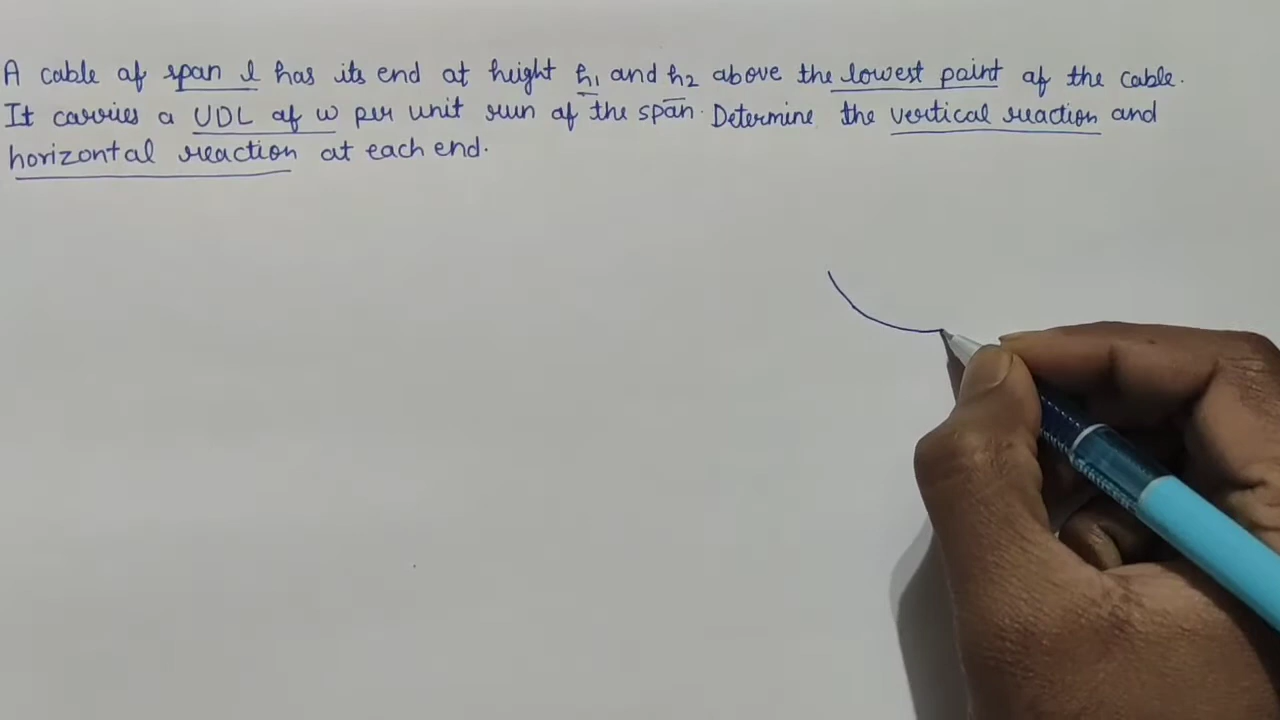 A cable of span l has its end at height h1 and h2 above the lowest point of the cable.
It carries a UDL of w per unit run of the span. Determine the vertical reaction and
horizontal reaction at each end.